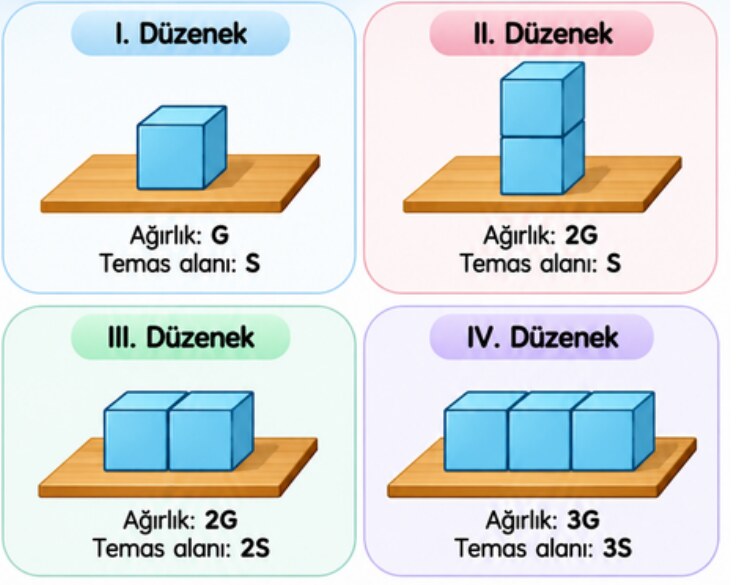 I. Düzenek
Ağırlık: G
Temas alanı: S
II. Düzenek
Ağırlık: 2G
Temas alanı: S
III. Düzenek
Ağırlık: 2G
Temas alanı: 2S
IV. Düzenek
Ağırlık: 3G
Temas alanı: 3S